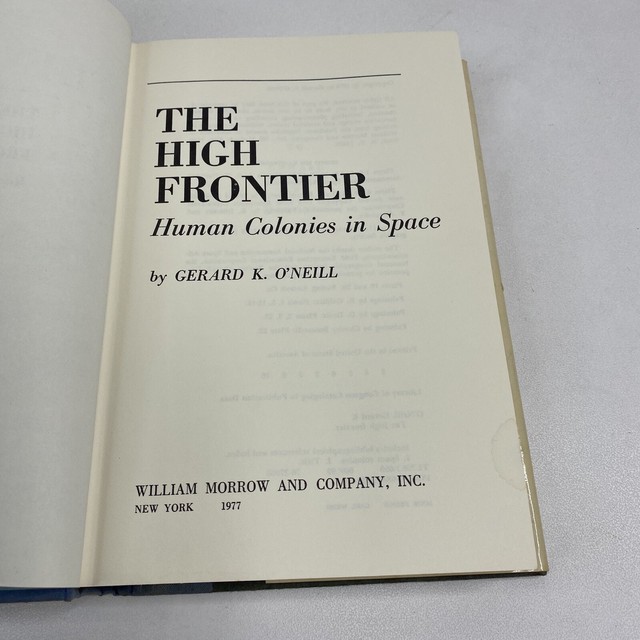 THE
HIGH
FRONTIER
Human Colonies in Space
by GERARD K. O'NEILL
WILLIAM MORROW AND COMPANY, INC.
NEW YORK 1977